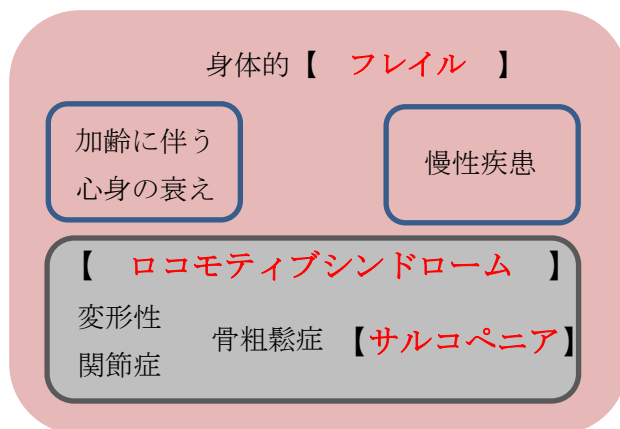 身体的【 フレイル 】
加齢に伴う
心身の衰え
慢性疾患
【 ロコモティブシンドローム 】
変形性
関節症
骨粗鬆症
【サルコペニア】